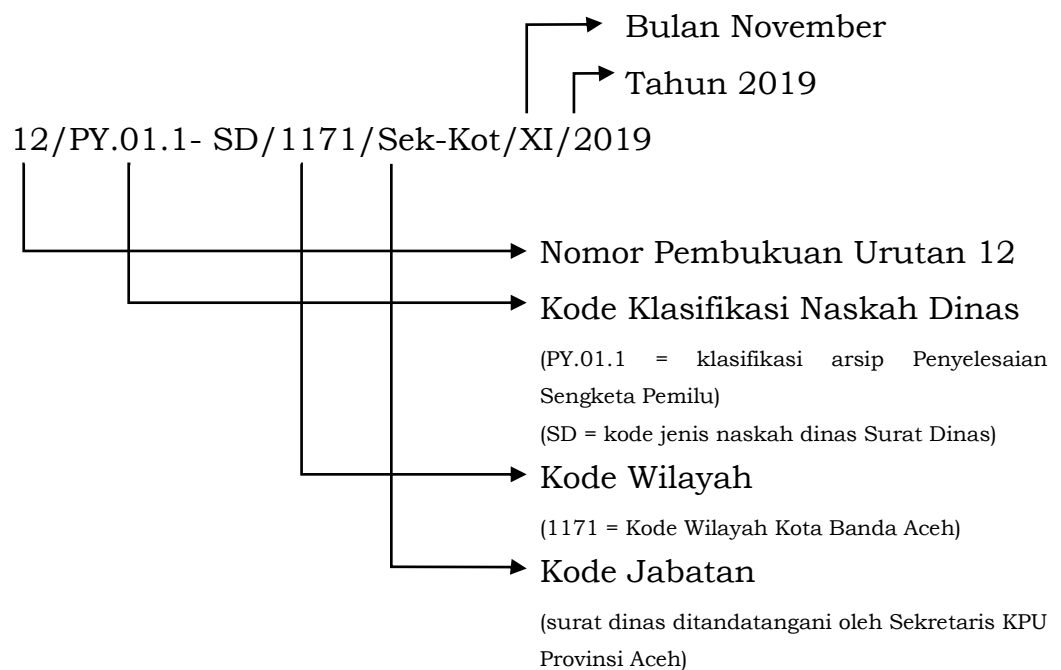 Bulan November
Tahun 2019
12/PY.01.1- SD/1171/Sek-Kot/XI/2019
Nomor Pembukuan Urutan 12
Kode Klasifikasi Naskah Dinas
(PY.01.1 = klasifikasi arsip Penyelesaian
Sengketa Pemilu)
(SD = kode jenis naskah dinas Surat Dinas)
Kode Wilayah
(1171 = Kode Wilayah Kota Banda Aceh)
Kode Jabatan
(surat dinas ditandatangani oleh Sekretaris KPU
Provinsi Aceh)